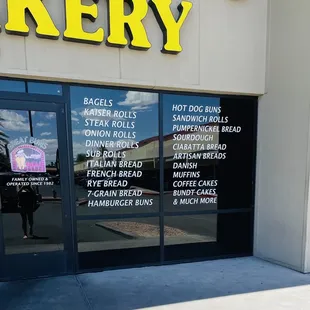 KERY
BAGELS
KAISER ROLLS
STEAK ROLLS
ONION ROLLS
DINNER ROLLS
SUB ROLLS
ITALIAN BREAD
FRENCH BREAD
RYE BREAD
7-GRAIN BREAD
HAMBURGER BUNS
HOT DOG BUNS
SANDWICH ROLLS
PUMPERNICKEL BREAD
SOURDOUGH
CIABATTA BREAD
ARTISAN BREADS
DANISH
MUFFINS
COFFEE CAKES
BUNDT CAKES
& MUCH MORE
FAMILY OWNED &
OPERATED SINCE